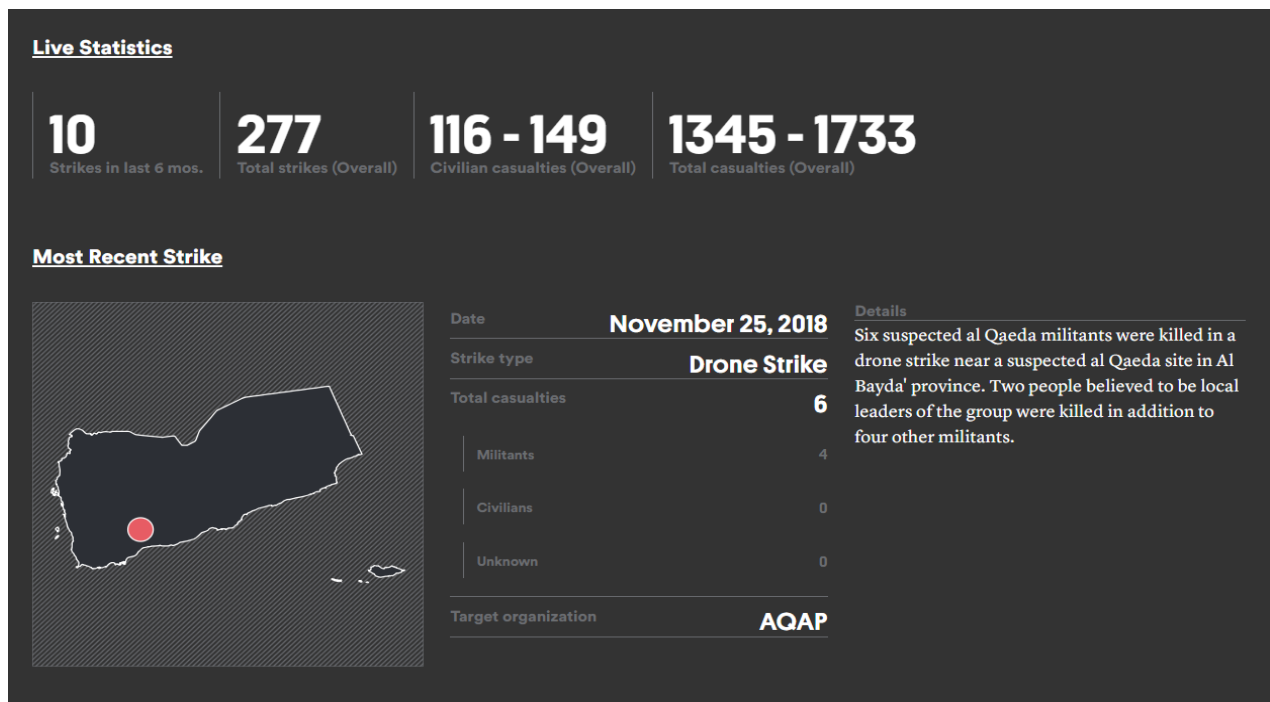 Live Statistics
10
Strikes in last 6 mos.
277
Total strikes (Overall)
116 - 149
Civilian casualties (Overall)
1345 - 1733
Total casualties (Overall)
Most Recent Strike
Date November 25, 2018
Strike type Drone Strike
Total casualties 6
Militants 4
Civilians 0
Unknown 0
Target organization AQAP
Details
Six suspected al Qaeda militants were killed in a
drone strike near a suspected al Qaeda site in Al
Bayda' province. Two people believed to be local
leaders of the group were killed in addition to
four other militants.